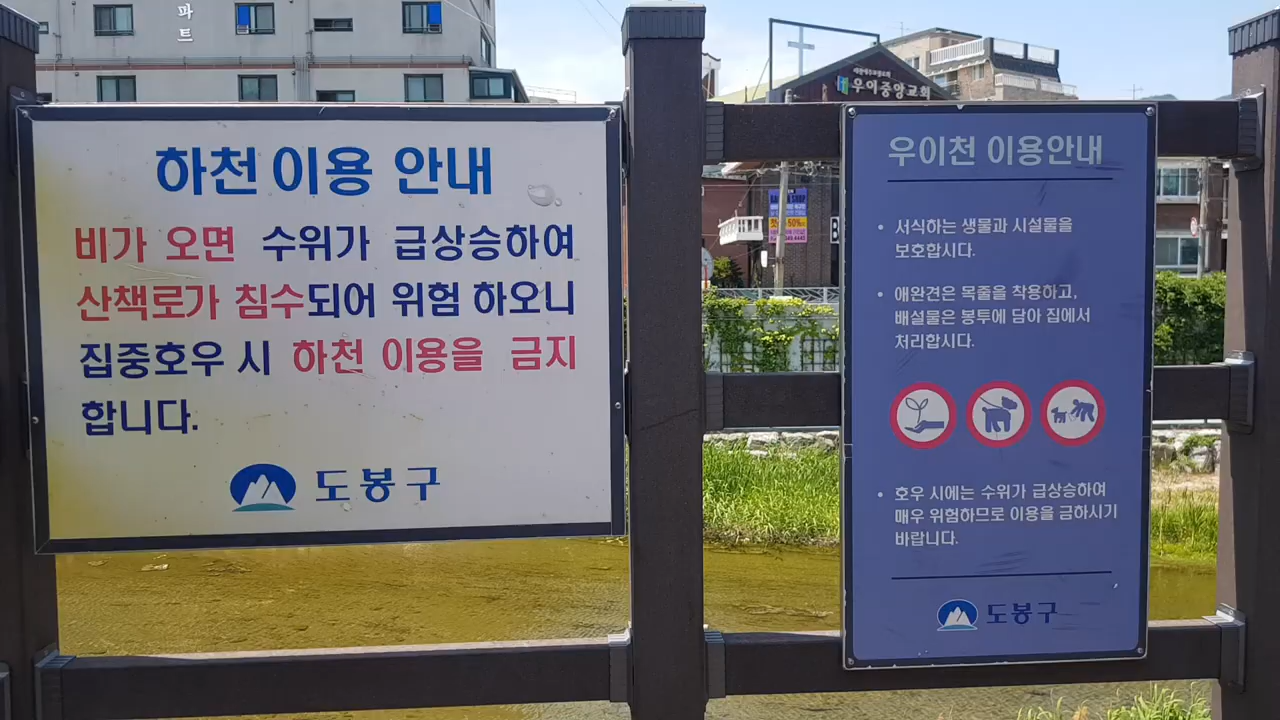 파트
하천 이용 안내
비가 오면 수위가 급상승하여
산책로가 침수되어 위험 하오니
집중호우 시 하천 이용을 금지
합니다.
도봉구
우이중앙교회
우이천 이용안내
• 서식하는 생물과 시설물을
보호합시다.
• 애완견은 목줄을 착용하고,
배설물은 봉투에 담아 집에서
처리합시다.
• 호우 시에는 수위가 급상승하여
매우 위험하므로 이용을 금하시기
바랍니다.
도봉구